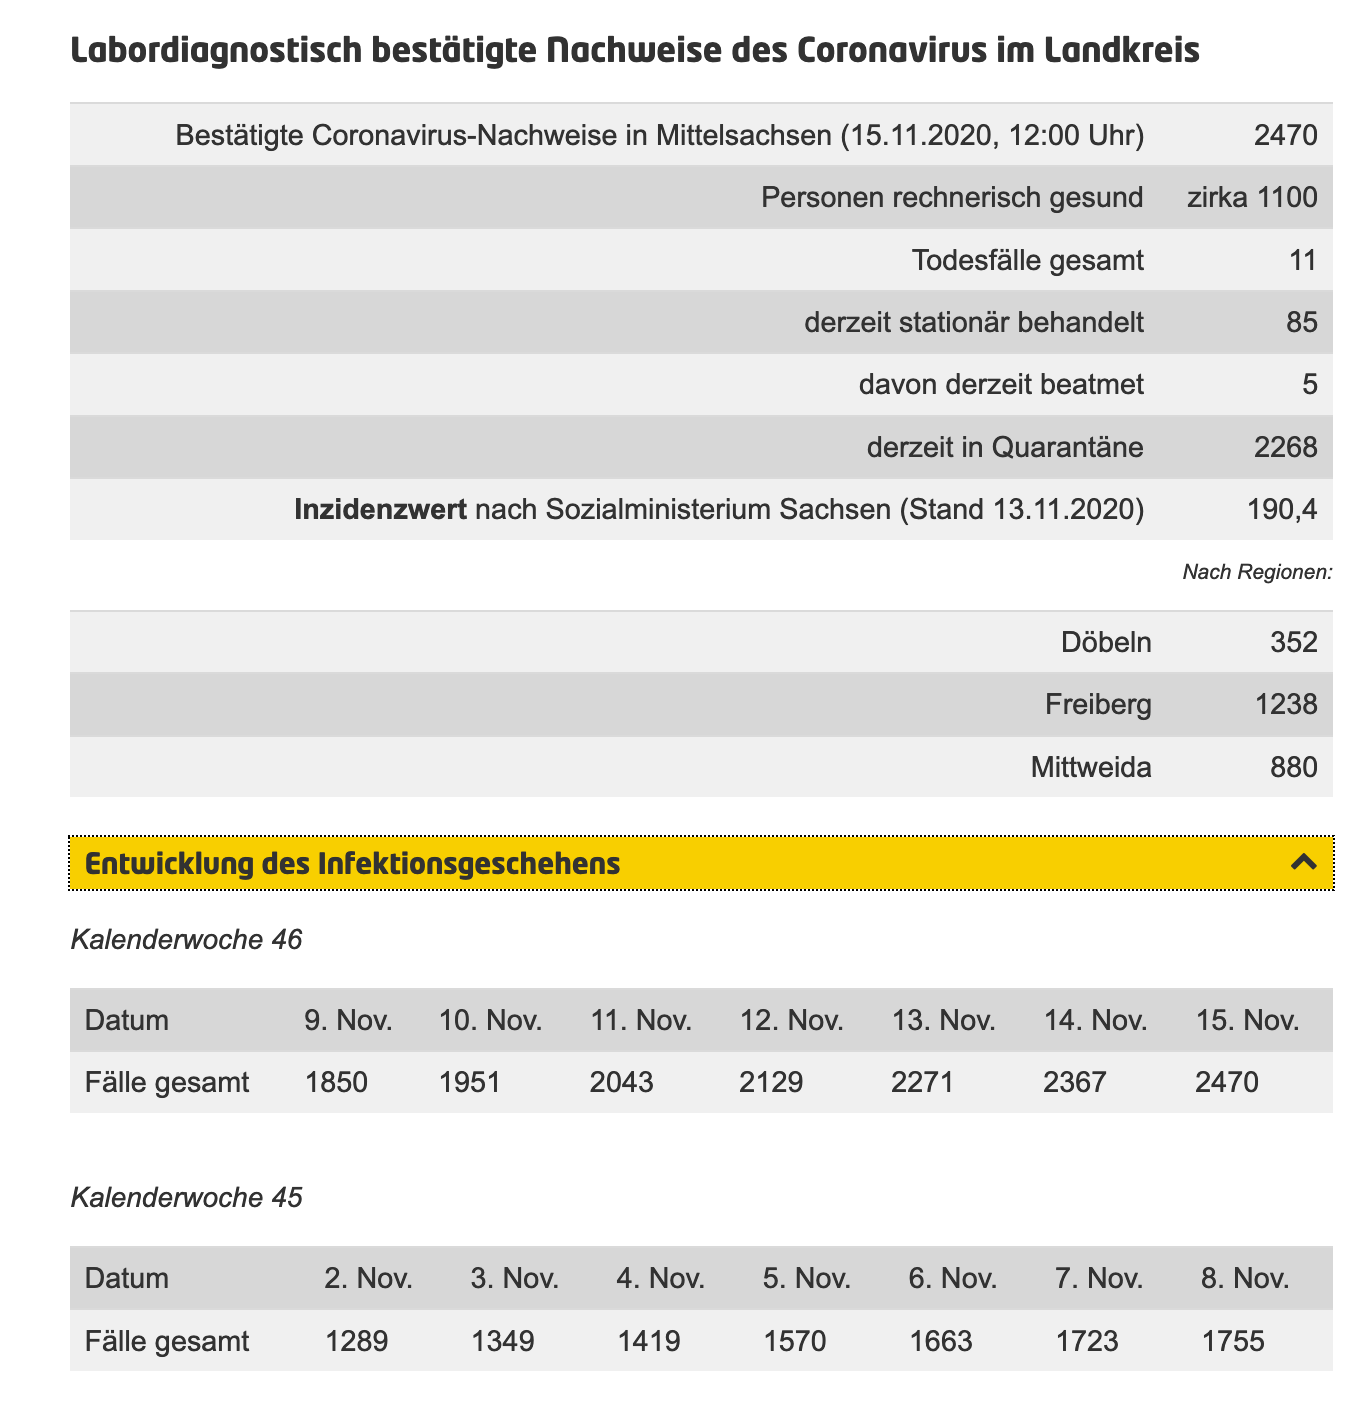 Labordiagnostisch bestätigte Nachweise des Coronavirus im Landkreis
Bestätigte Coronavirus-Nachweise in Mittelsachsen (15.11.2020, 12:00 Uhr) 2470
Personen rechnerisch gesund zirka 1100
Todesfälle gesamt 11
derzeit stationär behandelt 85
davon derzeit beatmet 5
derzeit in Quarantäne 2268
Inzidenzwert nach Sozialministerium Sachsen (Stand 13.11.2020) 190,4
Nach Regionen:
Döbeln 352
Freiberg 1238
Mittweida 880
Entwicklung des Infektionsgeschehens
Kalenderwoche 46
Datum 9. Nov. 10. Nov. 11. Nov. 12. Nov. 13. Nov. 14. Nov. 15. Nov.
Fälle gesamt 1850 1951 2043 2129 2271 2367 2470
Kalenderwoche 45
Datum 2. Nov. 3. Nov. 4. Nov. 5. Nov. 6. Nov. 7. Nov. 8. Nov.
Fälle gesamt 1289 1349 1419 1570 1663 1723 1755